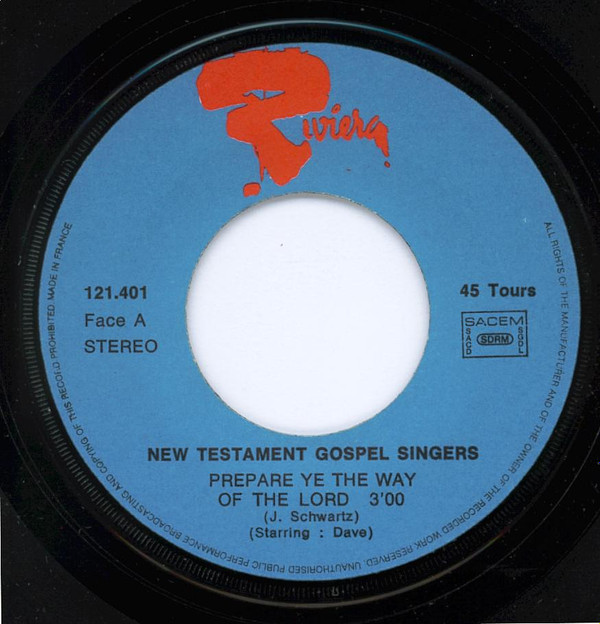 Riviera
121.401
Face A
STEREO
45 Tours
SACEM
SACD
SDRM
SGDL
NEW TESTAMENT GOSPEL SINGERS
PREPARE YE THE WAY
OF THE LORD 3'00
(J. Schwartz)
(Starring : Dave)
ALL RIGHTS OF THE MANUFACTURER AND OF THE OWNER OF THE RECORDED WORK RESERVED. UNAUTHORISED PUBLIC PERFORMANCE BROADCASTING AND COPYING OF THIS RECORD PROHIBITED. MADE IN FRANCE